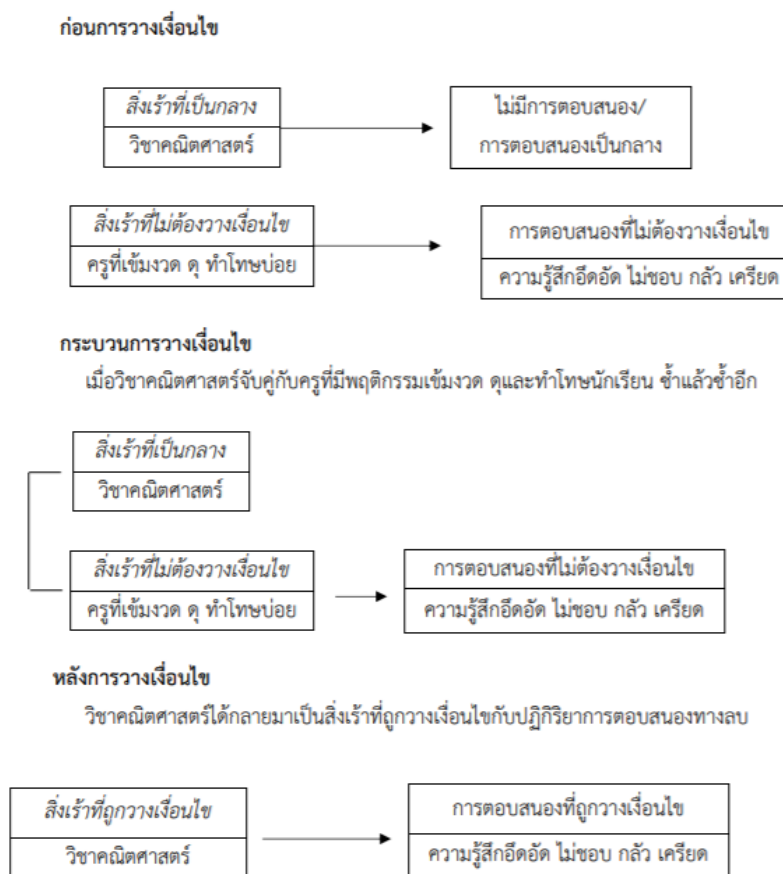 ก่อนการวางเงื่อนไข
สิ่งเร้าที่เป็นกลาง
วิชาคณิตศาสตร์
ไม่มีการตอบสนอง/
การตอบสนองเป็นกลาง
สิ่งเร้าที่ไม่ต้องวางเงื่อนไข
ครูที่เข้มงวด ดุ ทำโทษบ่อย
การตอบสนองที่ไม่ต้องวางเงื่อนไข
ความรู้สึกอึดอัด ไม่ชอบ กลัว เครียด
กระบวนการวางเงื่อนไข
เมื่อวิชาคณิตศาสตร์จับคู่กับครูที่มีพฤติกรรมเข้มงวด ดุและทำโทษนักเรียน ซ้ำแล้วซ้ำอีก
สิ่งเร้าที่เป็นกลาง
วิชาคณิตศาสตร์
สิ่งเร้าที่ไม่ต้องวางเงื่อนไข
ครูที่เข้มงวด ดุ ทำโทษบ่อย
การตอบสนองที่ไม่ต้องวางเงื่อนไข
ความรู้สึกอึดอัด ไม่ชอบ กลัว เครียด
หลังการวางเงื่อนไข
วิชาคณิตศาสตร์ได้กลายมาเป็นสิ่งเร้าที่ถูกวางเงื่อนไขกับปฏิกิริยาการตอบสนองทางลบ
สิ่งเร้าที่ถูกวางเงื่อนไข
วิชาคณิตศาสตร์
การตอบสนองที่ถูกวางเงื่อนไข
ความรู้สึกอึดอัด ไม่ชอบ กลัว เครียด